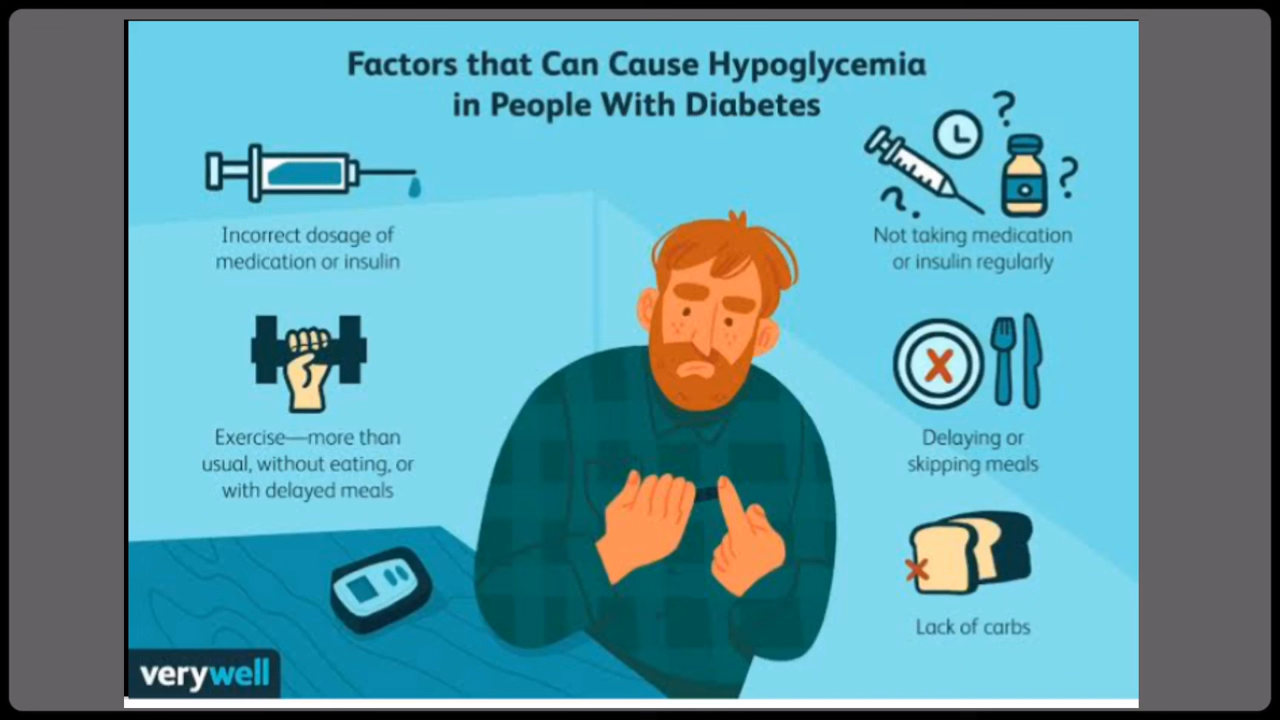 Factors that Can Cause Hypoglycemia
in People With Diabetes
Incorrect dosage of
medication or insulin
Not taking medication
or insulin regularly
Exercise—more than
usual, without eating, or
with delayed meals
Delaying or
skipping meals
Lack of carbs
verywell